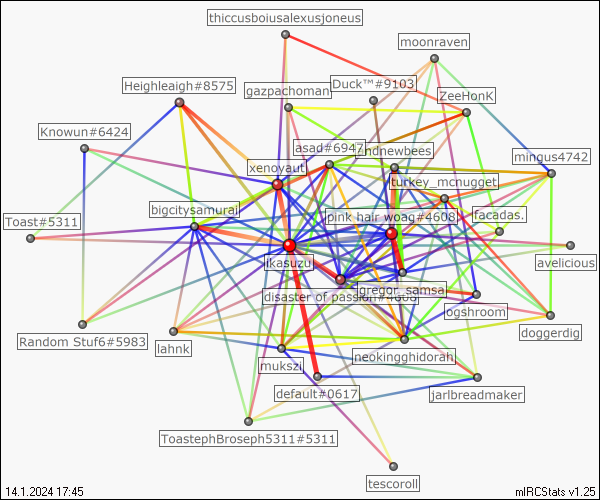 thiccusboiusalexusjoneus
moonraven
Heighleaigh#8575
gazpachoman
Duck™#9103
ZeeHonK
Knowun#6424
asad#6947
ndnewbees
mingus4742
xenoyaut
turkey_mcnugget
bigcitysamurai
pink hair woag#4608
facadas.
Toast#5311
ikasuzu
avelicious
disaster of passion#4608
gregor_samsa
ogshroom
Random Stuf6#5983
lahnk
doggerdig
mukszi
neokingghidorah
default#0617
jarlbreadmaker
ToastephBroseph5311#5311
tescoroll
14.1.2024 17:45
mIRCStats v1.25